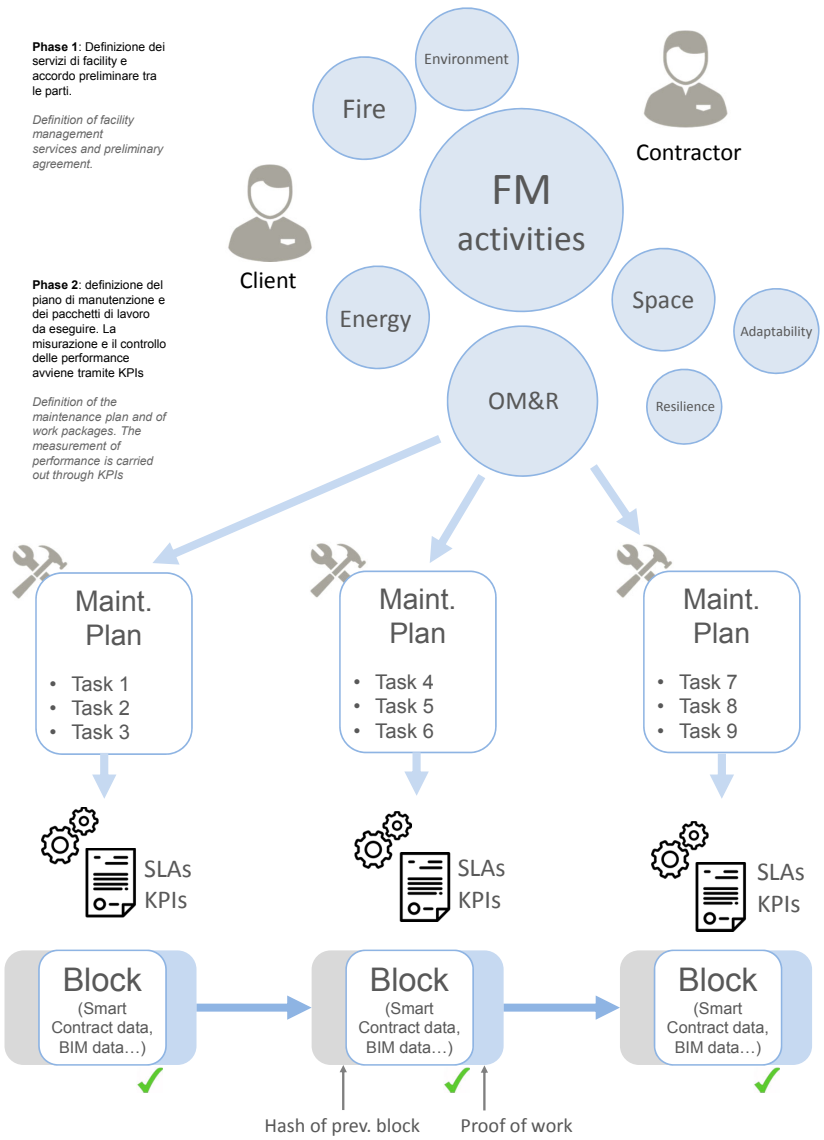 Phase 1: Definizione dei
servizi di facility e
accordo preliminare tra
le parti.
Definition of facility
management
services and preliminary
agreement.
Environment
Fire
Contractor
FM
activities
Client
Phase 2: definizione del
piano di manutenzione e
dei pacchetti di lavoro
da eseguire. La
misurazione e il controllo
delle performance
avviene tramite KPIs
Definition of the
maintenance plan and of
work packages. The
measurement of
performance is carried
out through KPIs
Energy
Space
Adaptability
OM&R
Resilience
Maint.
Plan
• Task 1
• Task 2
• Task 3
Maint.
Plan
• Task 4
• Task 5
• Task 6
Maint.
Plan
• Task 7
• Task 8
• Task 9
SLAs
KPIs
SLAs
KPIs
SLAs
KPIs
Block
(Smart
Contract data,
BIM data…)
Block
(Smart
Contract data,
BIM data…)
Block
(Smart
Contract data,
BIM data…)
Hash of prev. block
Proof of work